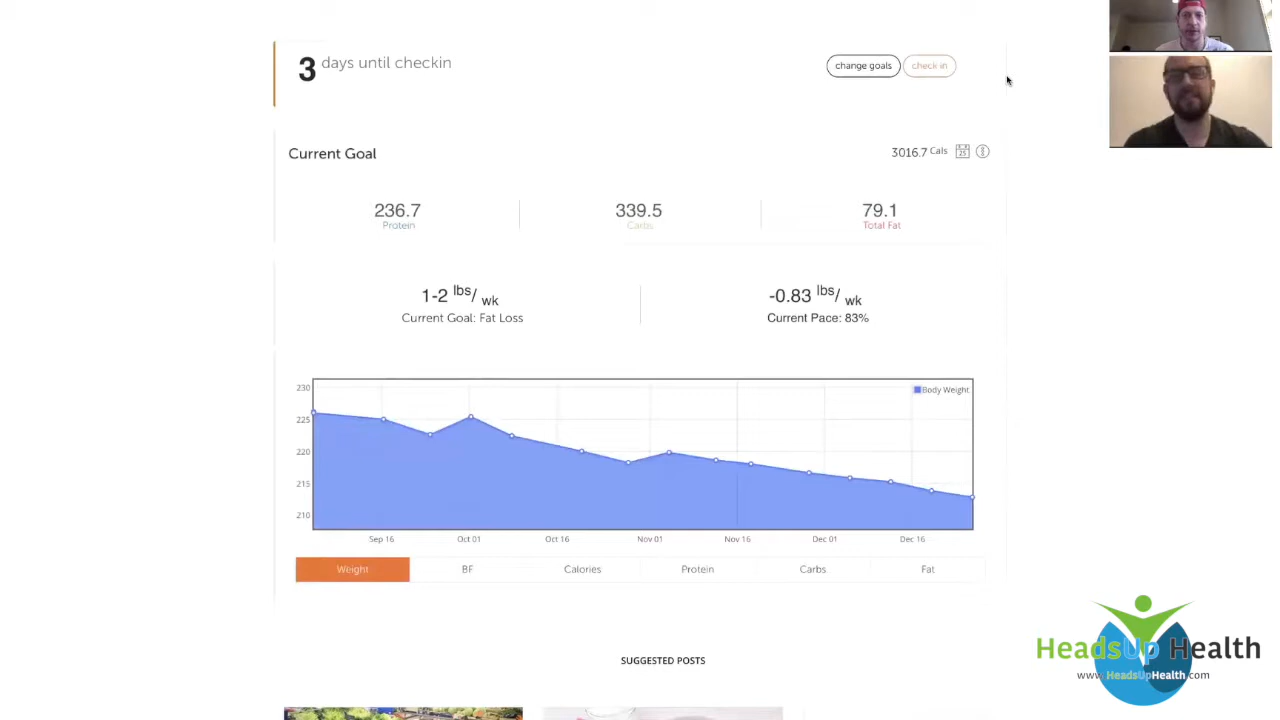 3 days until checkin
change goals
check in
Current Goal
3016.7 Cals
25
236.7
Protein
339.5
Carbs
79.1
Total Fat
1-2 lbs/ wk
Current Goal: Fat Loss
-0.83 lbs/ wk
Current Pace: 83%
Body Weight
230
225
220
215
210
Sep 16
Oct 01
Oct 16
Nov 01
Nov 16
Dec 01
Dec 16
Weight
BF
Calories
Protein
Carbs
Fat
SUGGESTED POSTS
HeadsUp Health
www.HeadsUpHealth.com